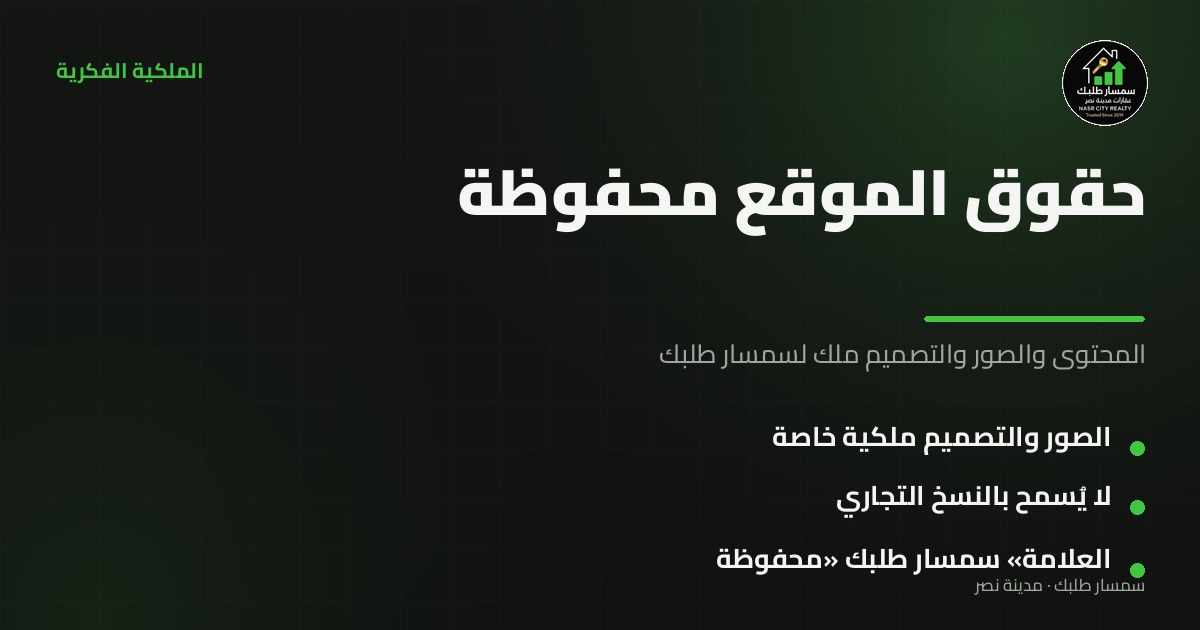 الملكية الفكرية
سمسار طلبك
عقارات مدينة نصر
NASR CITY REALTY
Trusted Since 2014
حقوق الموقع محفوظة
المحتوى والصور والتصميم ملك لسمسار طلبك
الصور والتصميم ملكية خاصة
لا يُسمح بالنسخ التجاري
العلامة» سمسار طلبك «محفوظة
سمسار طلبك · مدينة نصر